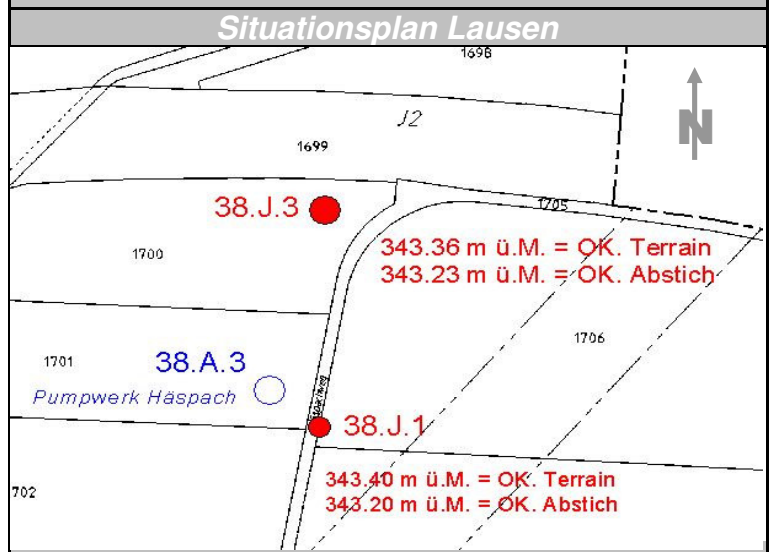 Situationsplan Lausen
1698
J2
N
1699
38.J.3
1705
343.36 m ü.M. = OK. Terrain
343.23 m ü.M. = OK. Abstich
1700
1706
1701
38.A.3
Pumpwerk Häspach
38.J.1
343.40 m ü.M. = OK. Terrain
343.20 m ü.M. = OK. Abstich
702